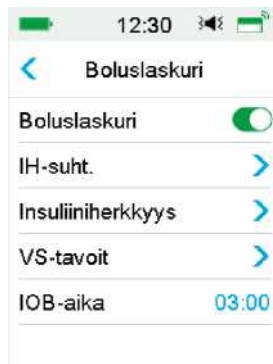 12:30
Boluslaskuri
Boluslaskuri
IH-suht.
Insuliiniherkkyys
VS-tavoit
IOB-aika 03:00